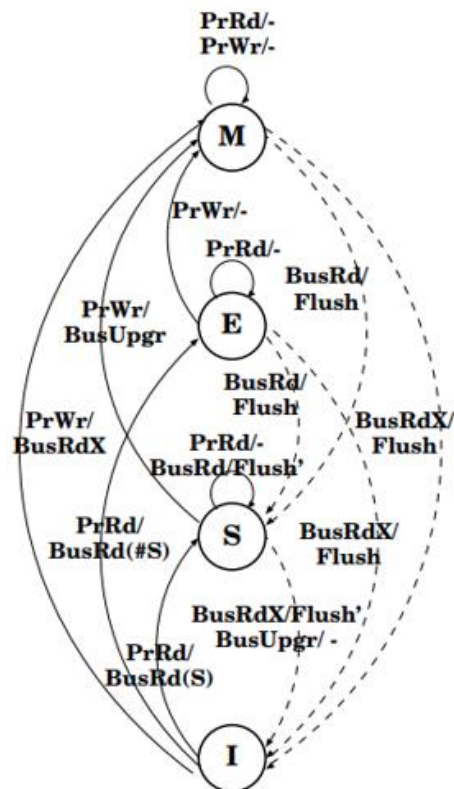 PrRd/-
PrWr/-
M
PrWr/-
PrRd/-
E
BusRd/
Flush
PrWr/
BusUpgr
BusRd/
Flush
PrWr/
BusRdX
BusRdX/
Flush
PrRd/-
BusRd/Flush'
S
PrRd/
BusRd(#S)
BusRdX/
Flush
BusRdX/Flush'
BusUpgr/ -
PrRd/
BusRd(S)
I